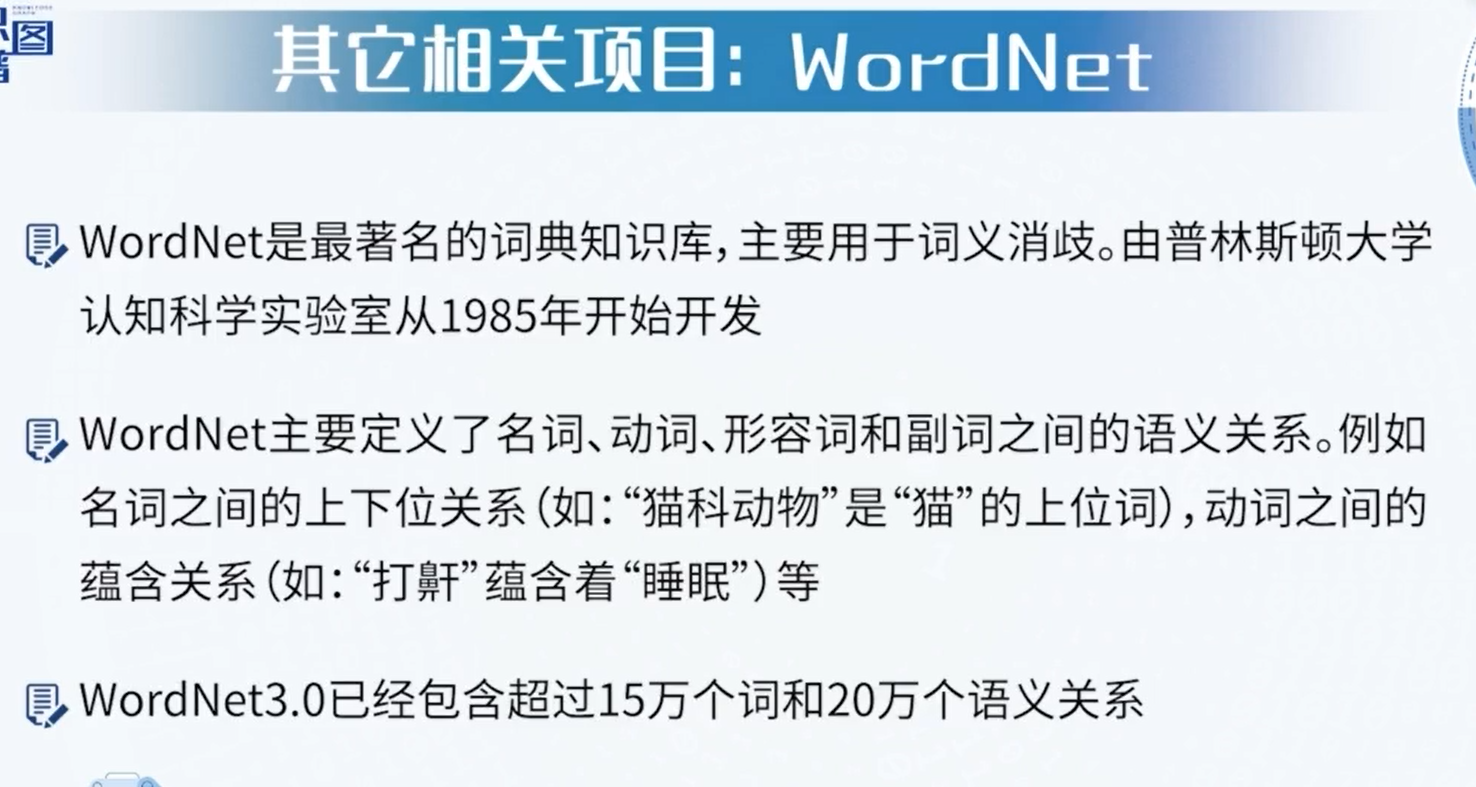 图
其它相关项目：WordNet
WordNet是最著名的词典知识库，主要用于词义消歧。由普林斯顿大学
认知科学实验室从1985年开始开发
WordNet主要定义了名词、动词、形容词和副词之间的语义关系。例如
名词之间的上下位关系（如：“猫科动物”是“猫”的上位词），动词之间的
蕴含关系（如：“打鼾”蕴含着“睡眠”）等
WordNet3.0已经包含超过15万个词和20万个语义关系